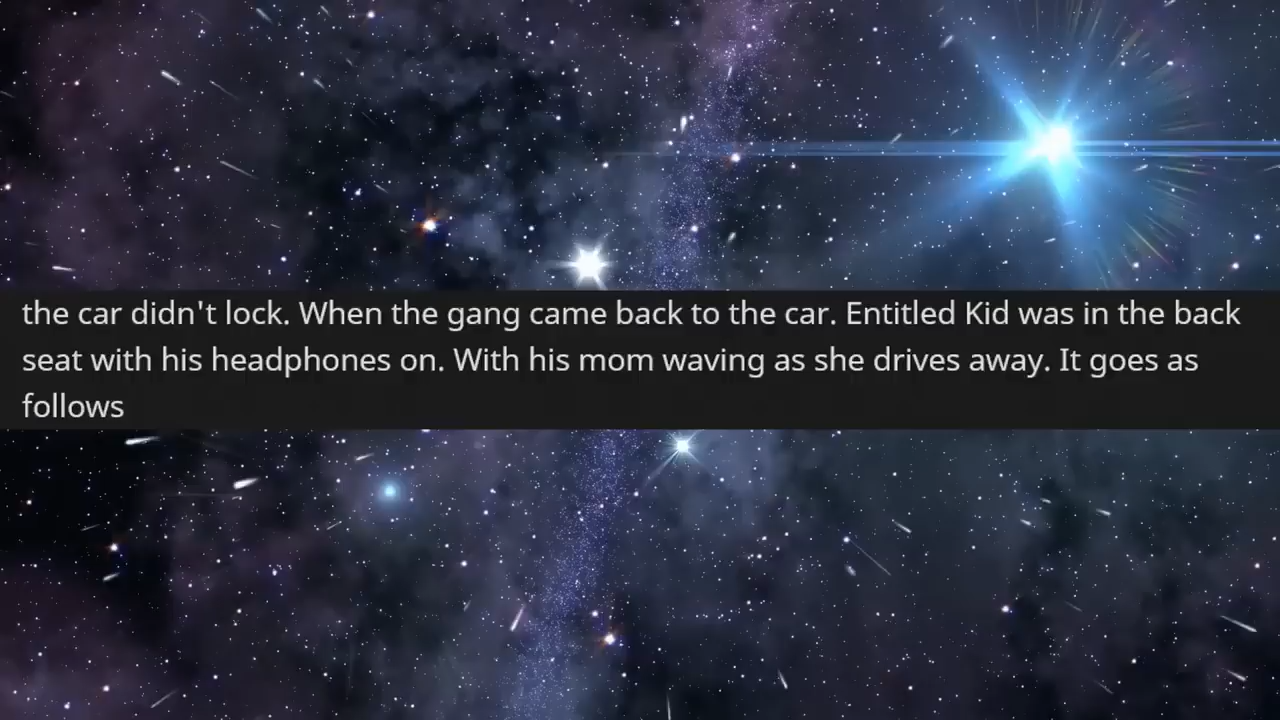 the car didn't lock. When the gang came back to the car. Entitled Kid was in the back
seat with his headphones on. With his mom waving as she drives away. It goes as
follows